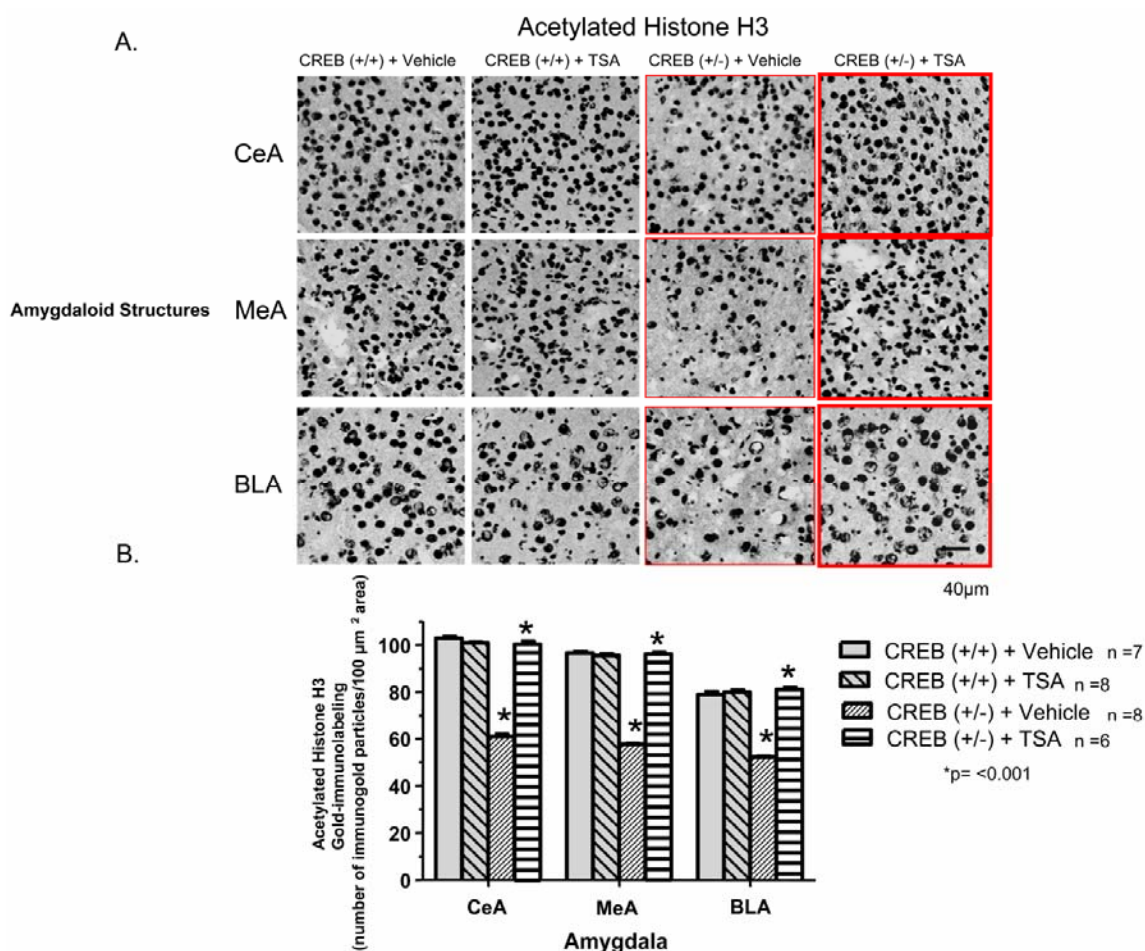 Acetylated Histone H3
A.
CREB (+/+) + Vehicle CREB (+/+) + TSA CREB (+/-) + Vehicle CREB (+/-) + TSA
CeA
Amygdaloid Structures
MeA
BLA
B.
40µm
Acetylated Histone H3
Gold-immunolabeling
(number of immunogold particles/100 µm ² area)
100
80
60
40
20
0
* * * * * *
CeA MeA BLA
Amygdala
CREB (+/+) + Vehicle n =7
CREB (+/+) + TSA n =8
CREB (+/-) + Vehicle n =8
CREB (+/-) + TSA n =6
*p= <0.001